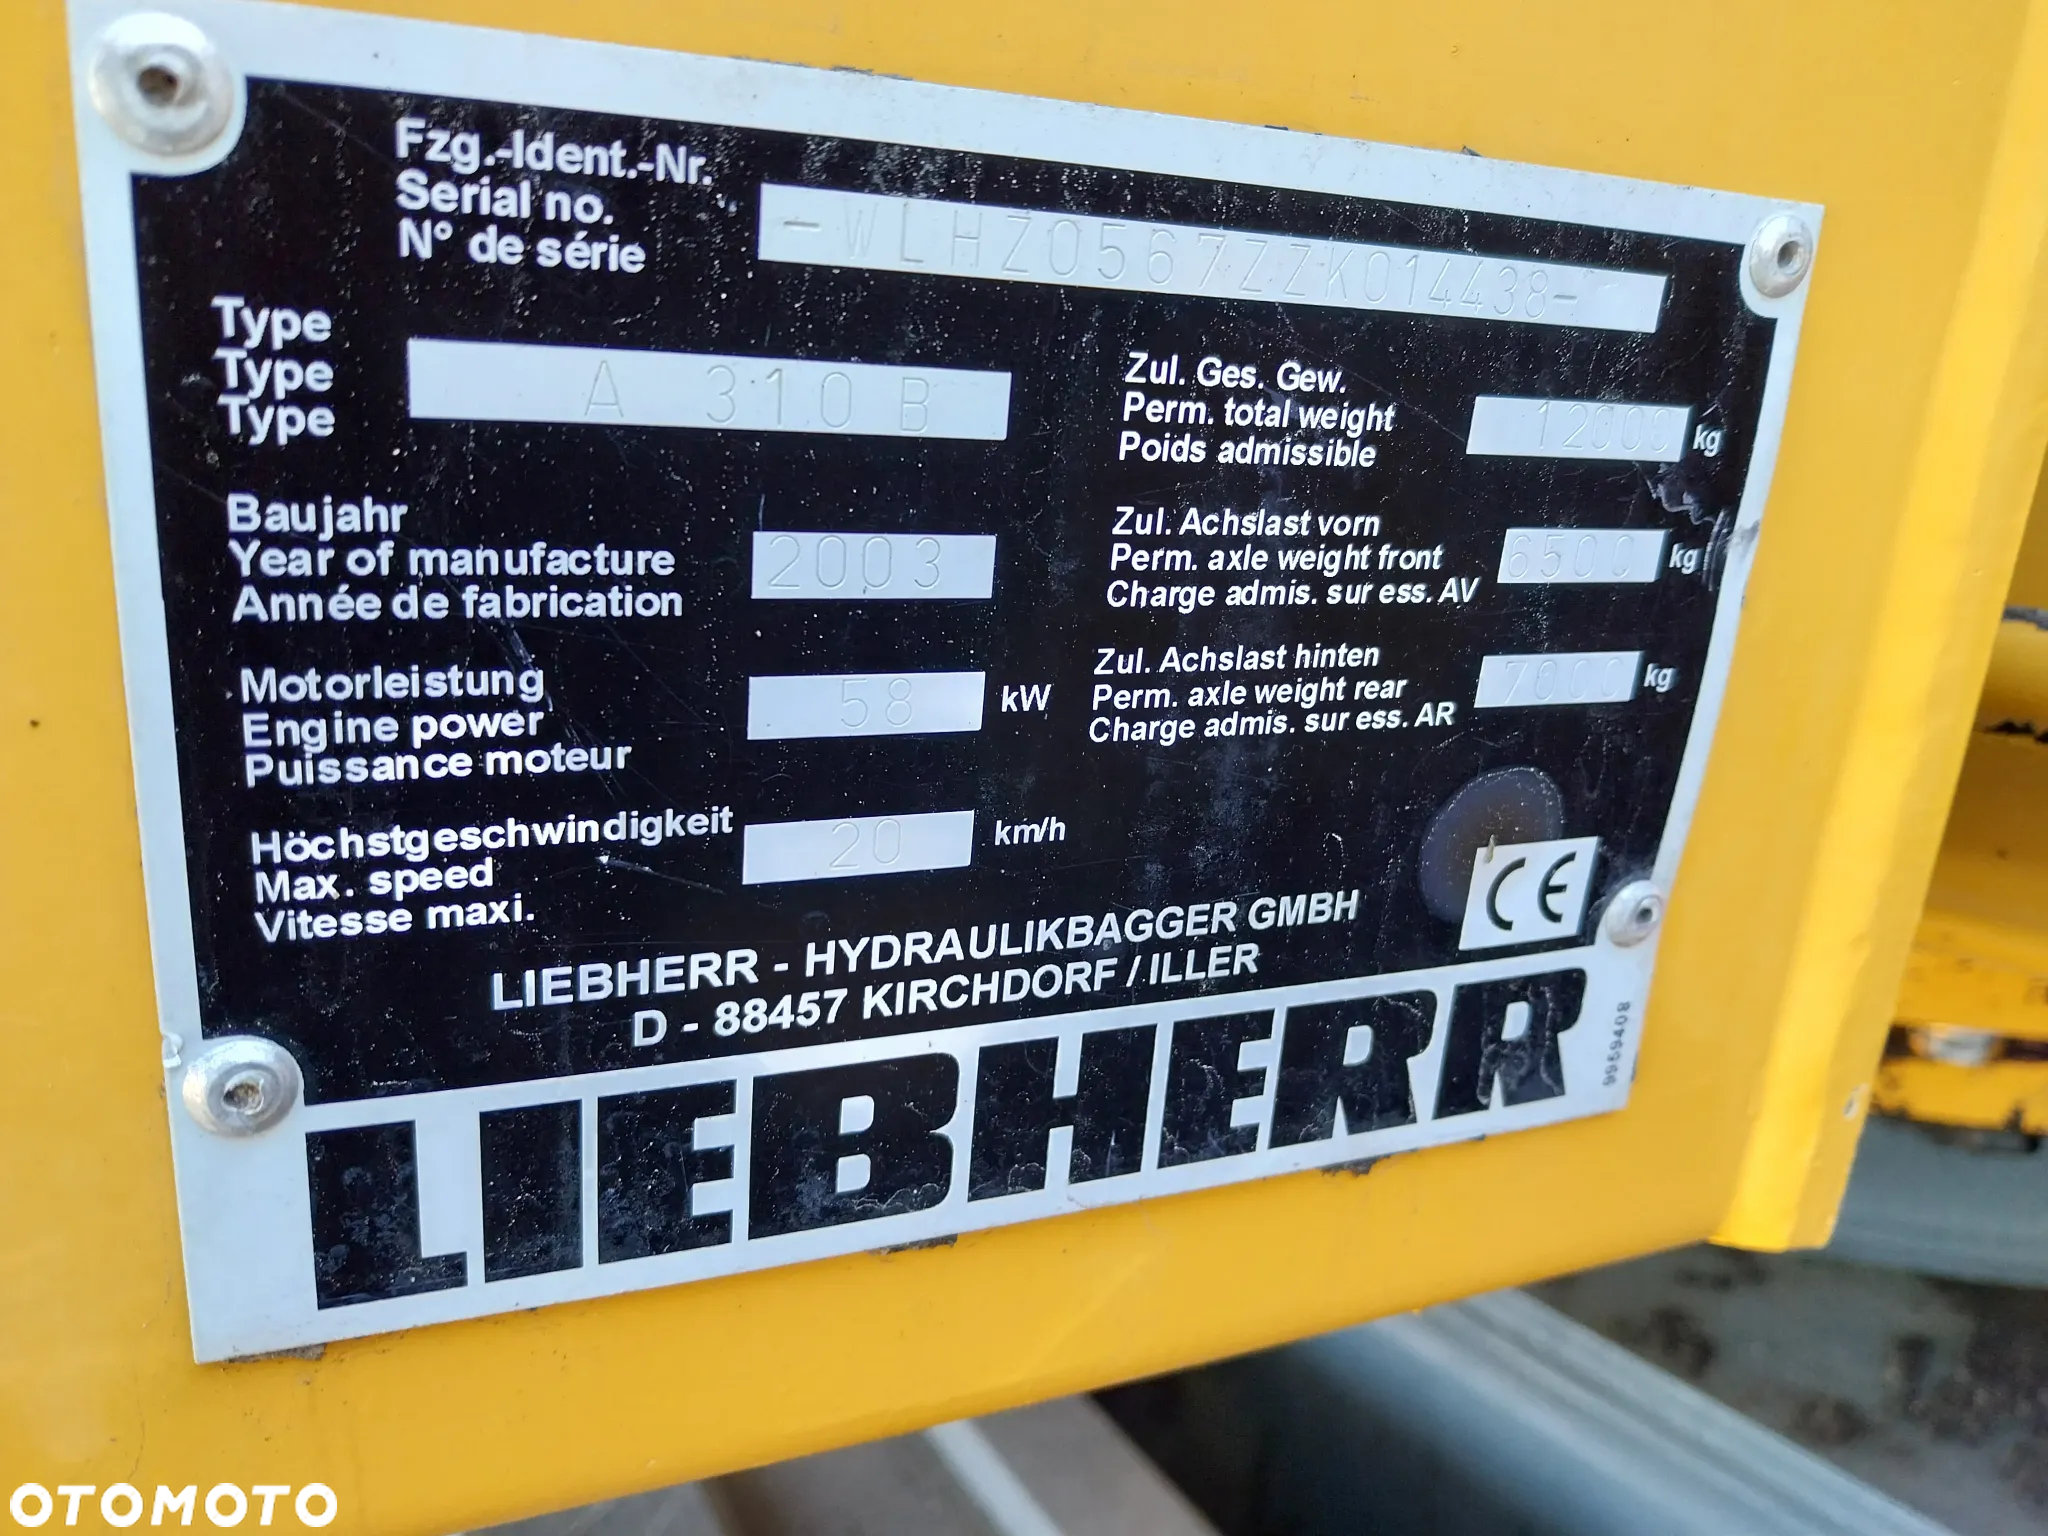 Fzg.-Ident.-Nr.
Serial no.
N° de série
-WLHZ0567ZZK014438-
Type
Type
Type
A 310 B
Zul. Ges. Gew.
Perm. total weight
Poids admissible
12000 kg
Baujahr
Year of manufacture
Année de fabrication
2003
Zul. Achslast vorn
Perm. axle weight front
Charge admis. sur ess. AV
6500 kg
Motorleistung
Engine power
Puissance moteur
58 kW
Zul. Achslast hinten
Perm. axle weight rear
Charge admis. sur ess. AR
7000 kg
Höchstgeschwindigkeit
Max. speed
Vitesse maxi.
20 km/h
CE
LIEBHERR - HYDRAULIKBAGGER GMBH
D - 88457 KIRCHDORF / ILLER
LIEBHERR
9959408
OTOMOTO